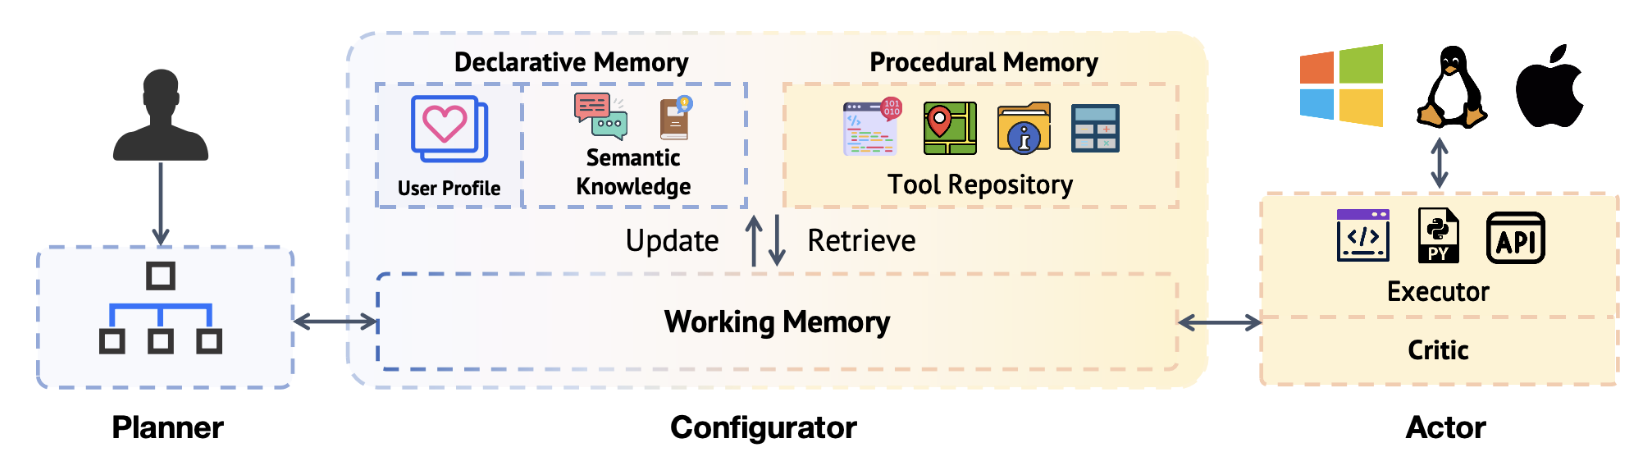 Declarative Memory
Procedural Memory
101
010
</>
User Profile
Semantic
Knowledge
Tool Repository
Update
Retrieve
Working Memory
</>
PY
API
Executor
Critic
Planner
Configurator
Actor